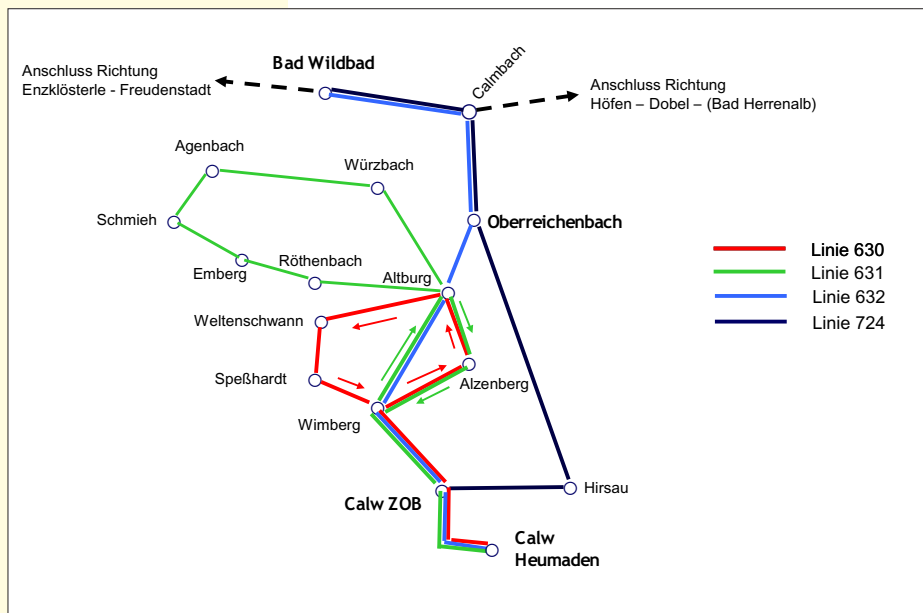 Bad Wildbad
Calmbach
Anschluss Richtung
Enzklösterle - Freudenstadt
Anschluss Richtung
Höfen – Dobel – (Bad Herrenalb)
Agenbach
Würzbach
Schmieh
Oberreichenbach
Emberg
Röthenbach
Altburg
Weltenschwann
Speßhardt
Alzenberg
Wimberg
Calw ZOB
Hirsau
Calw
Heumaden
Linie 630
Linie 631
Linie 632
Linie 724